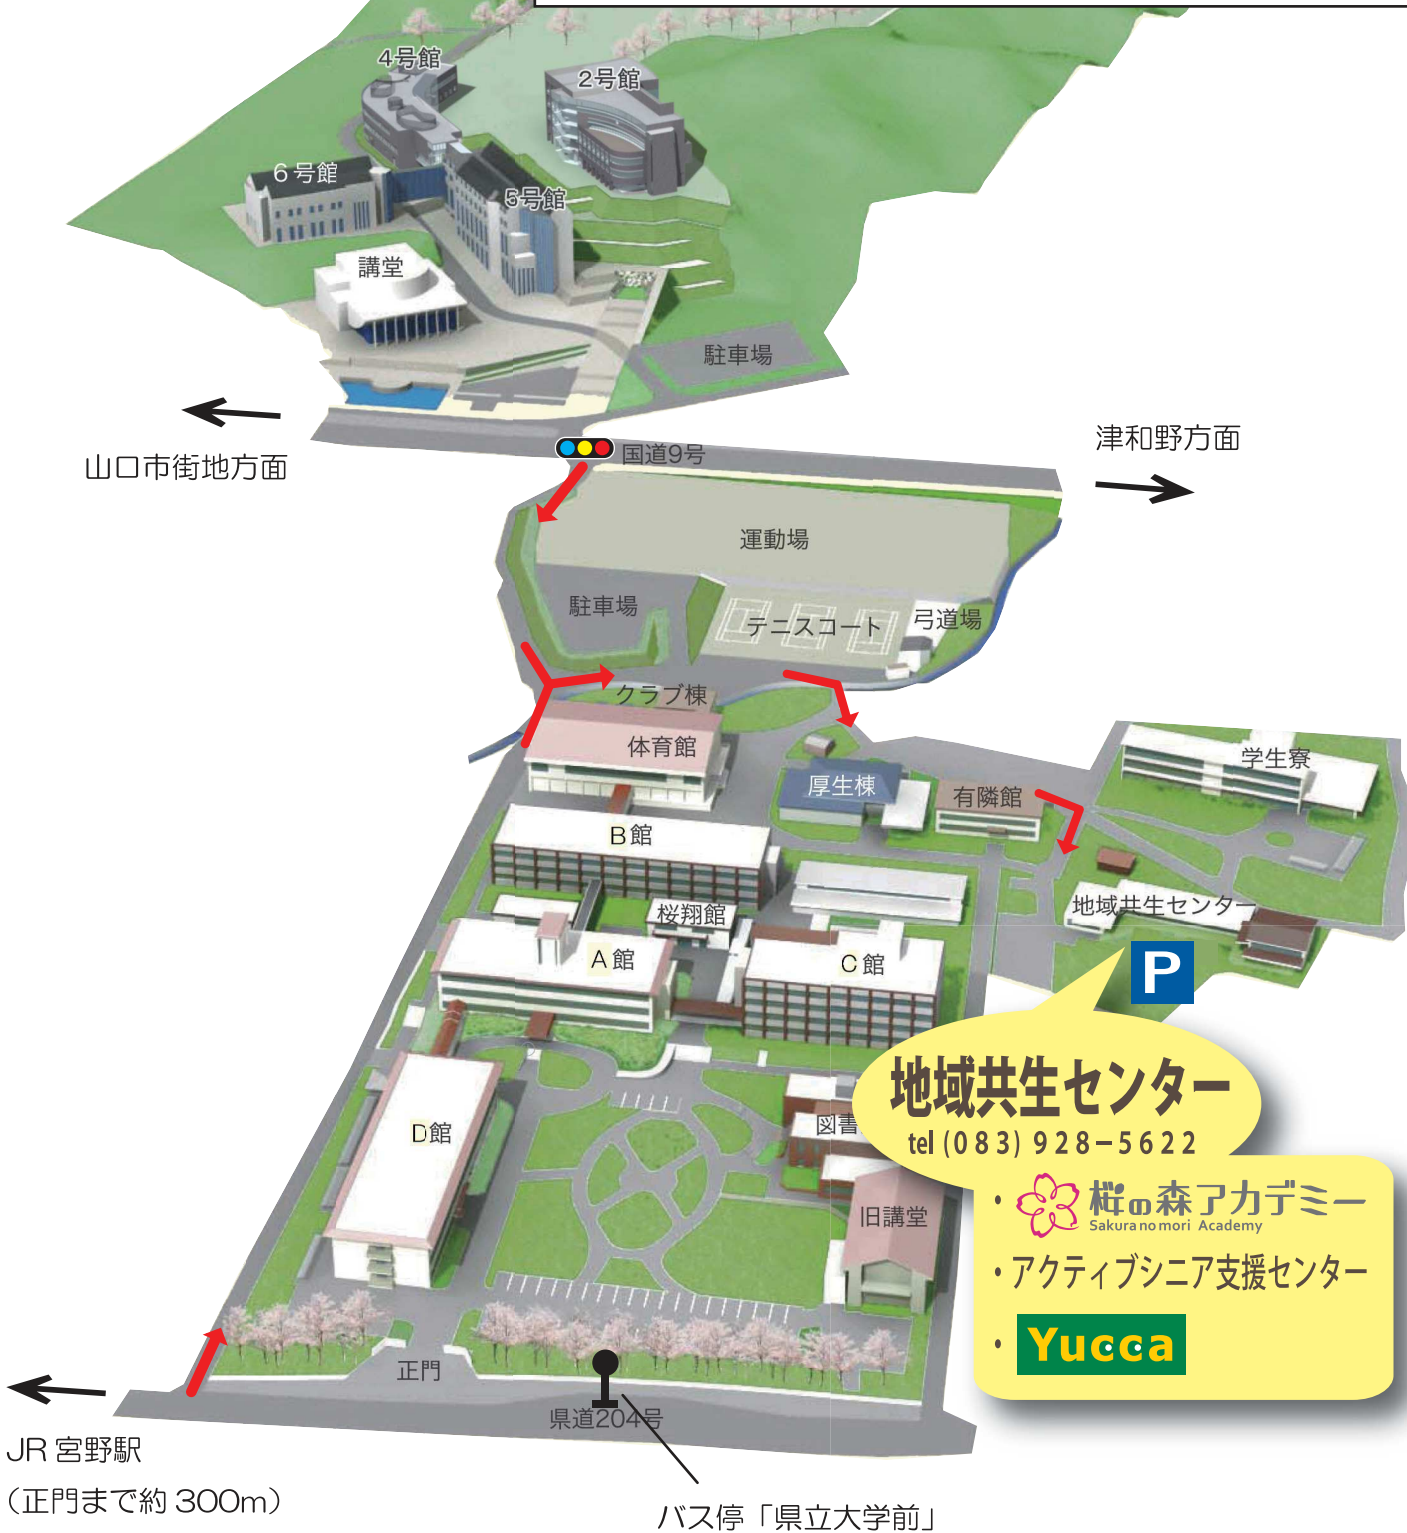 4号館
2号館
6号館
5号館
講堂
駐車場
山口市街地方面
国道9号
津和野方面
運動場
駐車場
テニスコート
弓道場
クラブ棟
体育館
学生寮
厚生棟
有隣館
B館
地域共生センター
桜翔館
A館
C館
P
地域共生センター
tel (083) 928-5622
D館
図書
旧講堂
・桜の森アカデミー
Sakura no mori Academy
・アクティブシニア支援センター
・Yucca
正門
県道204号
JR 宮野駅
（正門まで約 300m）
バス停「県立大学前」